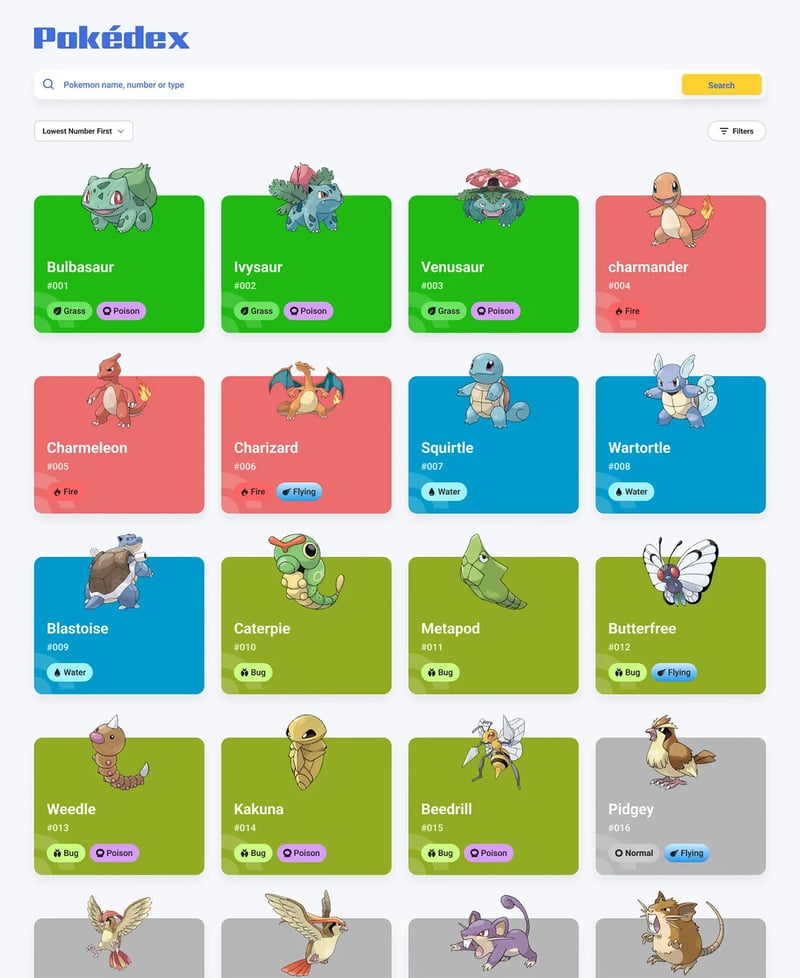 Pokédex
Pokemon name, number or type
Search
Lowest Number First
Filters
Bulbasaur
#001
Grass Poison
Ivysaur
#002
Grass Poison
Venusaur
#003
Grass Poison
charmander
#004
Fire
Charmeleon
#005
Fire
Charizard
#006
Fire Flying
Squirtle
#007
Water
Wartortle
#008
Water
Blastoise
#009
Water
Caterpie
#010
Bug
Metapod
#011
Bug
Butterfree
#012
Bug Flying
Weedle
#013
Bug Poison
Kakuna
#014
Bug Poison
Beedrill
#015
Bug Poison
Pidgey
#016
Normal Flying